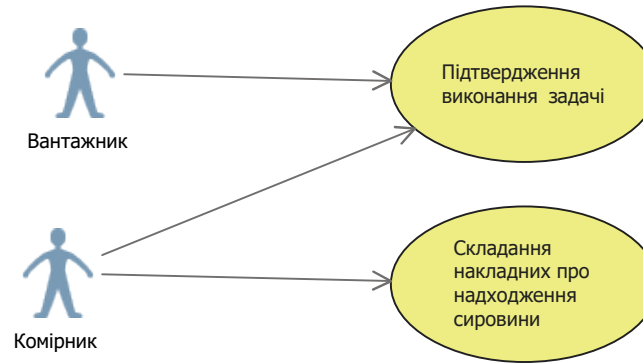 Підтвердження
виконання задачі
Вантажник
Складання
накладних про
надходження
сировини
Комірник